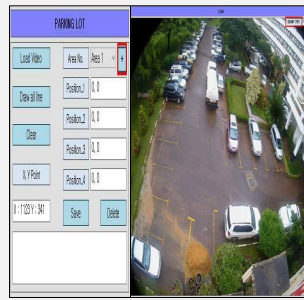 PARKING LOT
Load Video
Area No.
Area 1
+
Draw all line
Position_1
0, 0
Position_2
0, 0
Clear
Position_3
0, 0
X, Y Point
Position_4
0, 0
X : 1129 Y : 341
Save
Delete